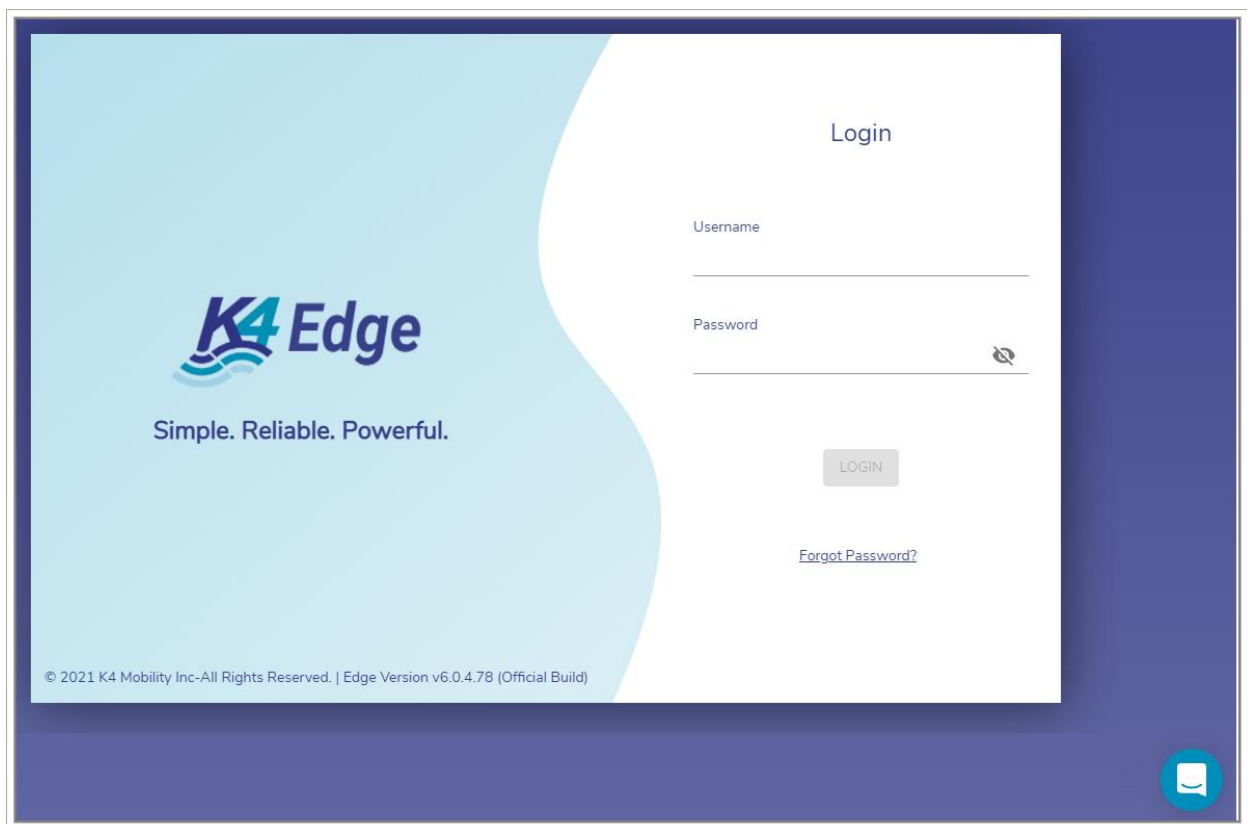 Login
Username
Password
LOGIN
Forgot Password?
K4 Edge
Simple. Reliable. Powerful.
© 2021 K4 Mobility Inc-All Rights Reserved. | Edge Version v6.0.4.78 (Official Build)